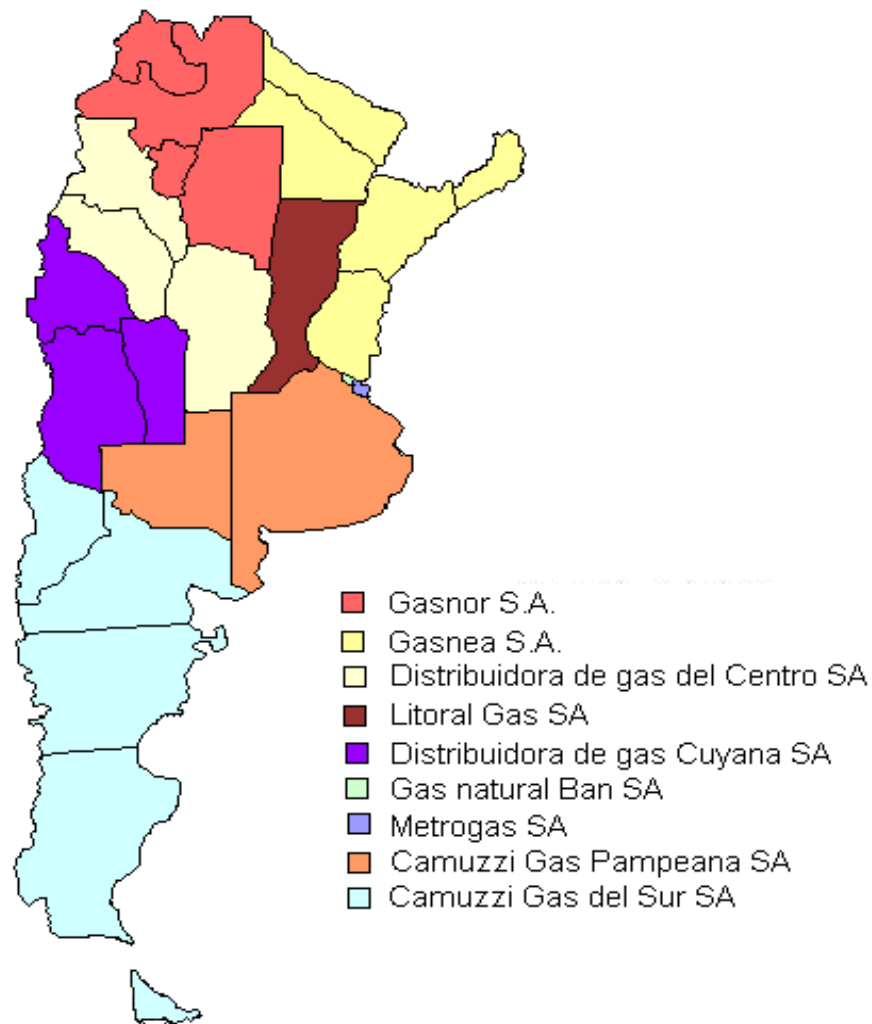 Gasnor S.A.
Gasnea S.A.
Distribuidora de gas del Centro SA
Litoral Gas SA
Distribuidora de gas Cuyana SA
Gas natural Ban SA
Metrogas SA
Camuzzi Gas Pampeana SA
Camuzzi Gas del Sur SA